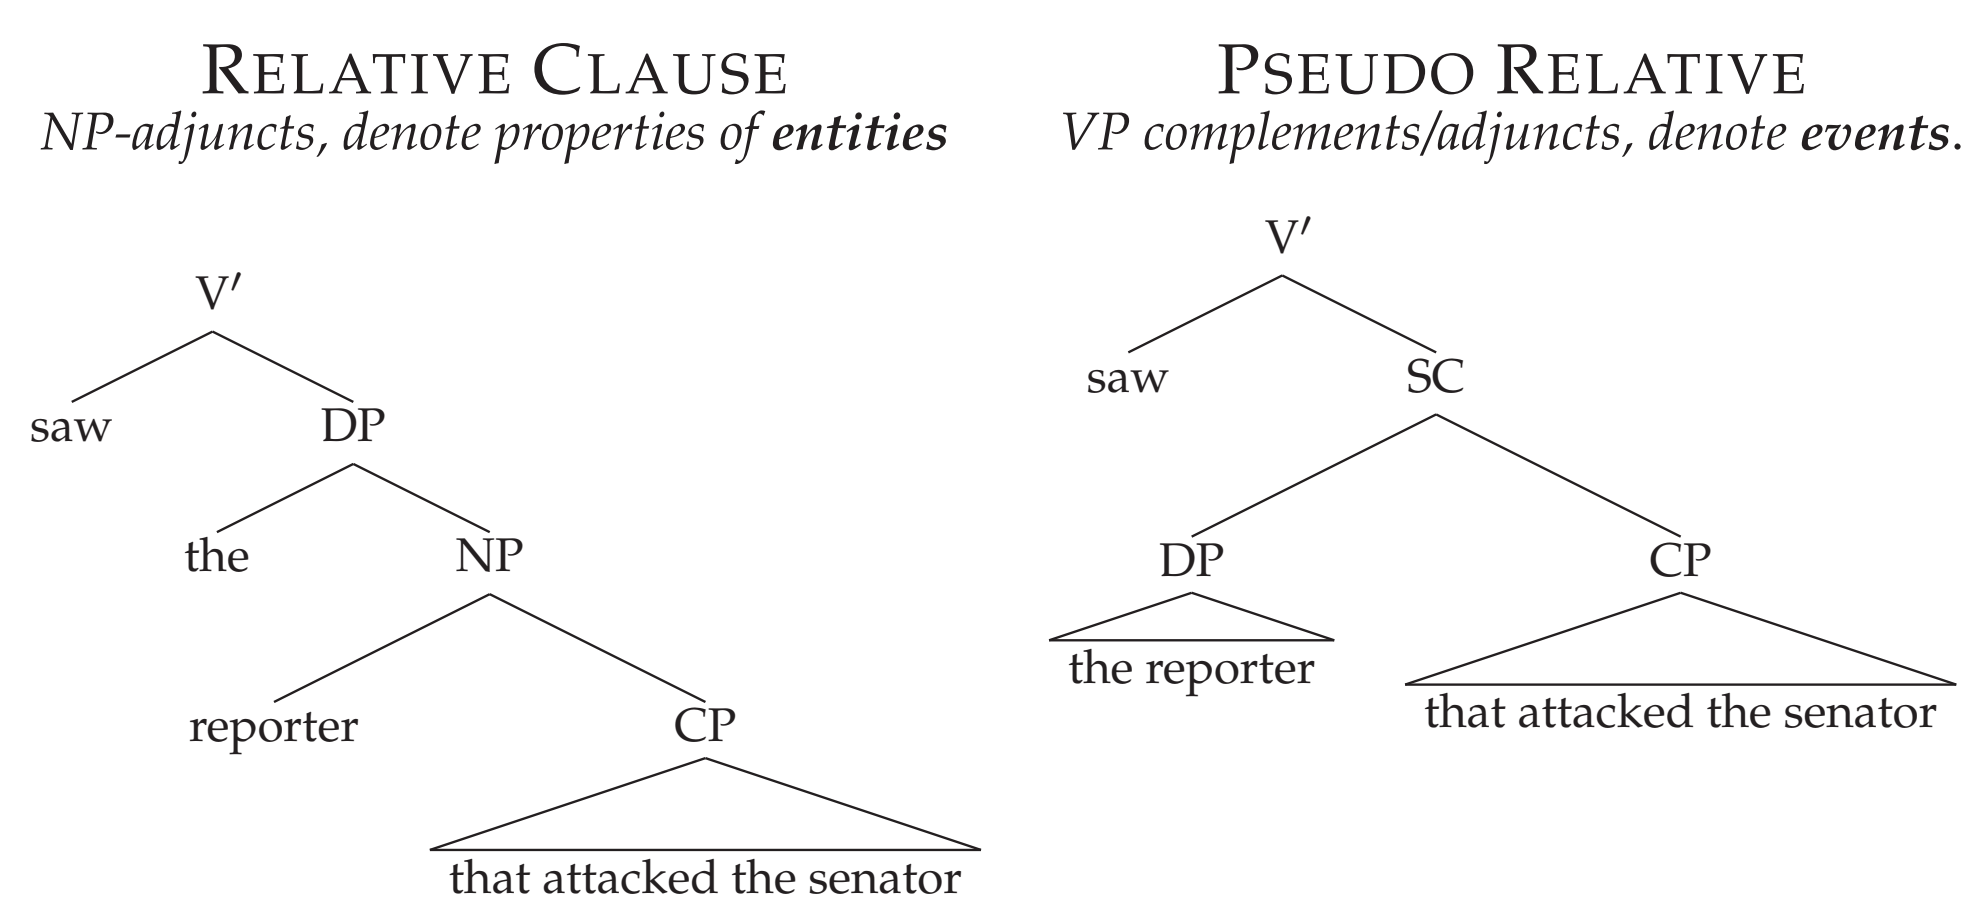 RELATIVE CLAUSE
NP-adjuncts, denote properties of entities
V′
saw DP
the NP
reporter CP
that attacked the senator
PSEUDO RELATIVE
VP complements/adjuncts, denote events.
V′
saw SC
DP CP
the reporter
that attacked the senator